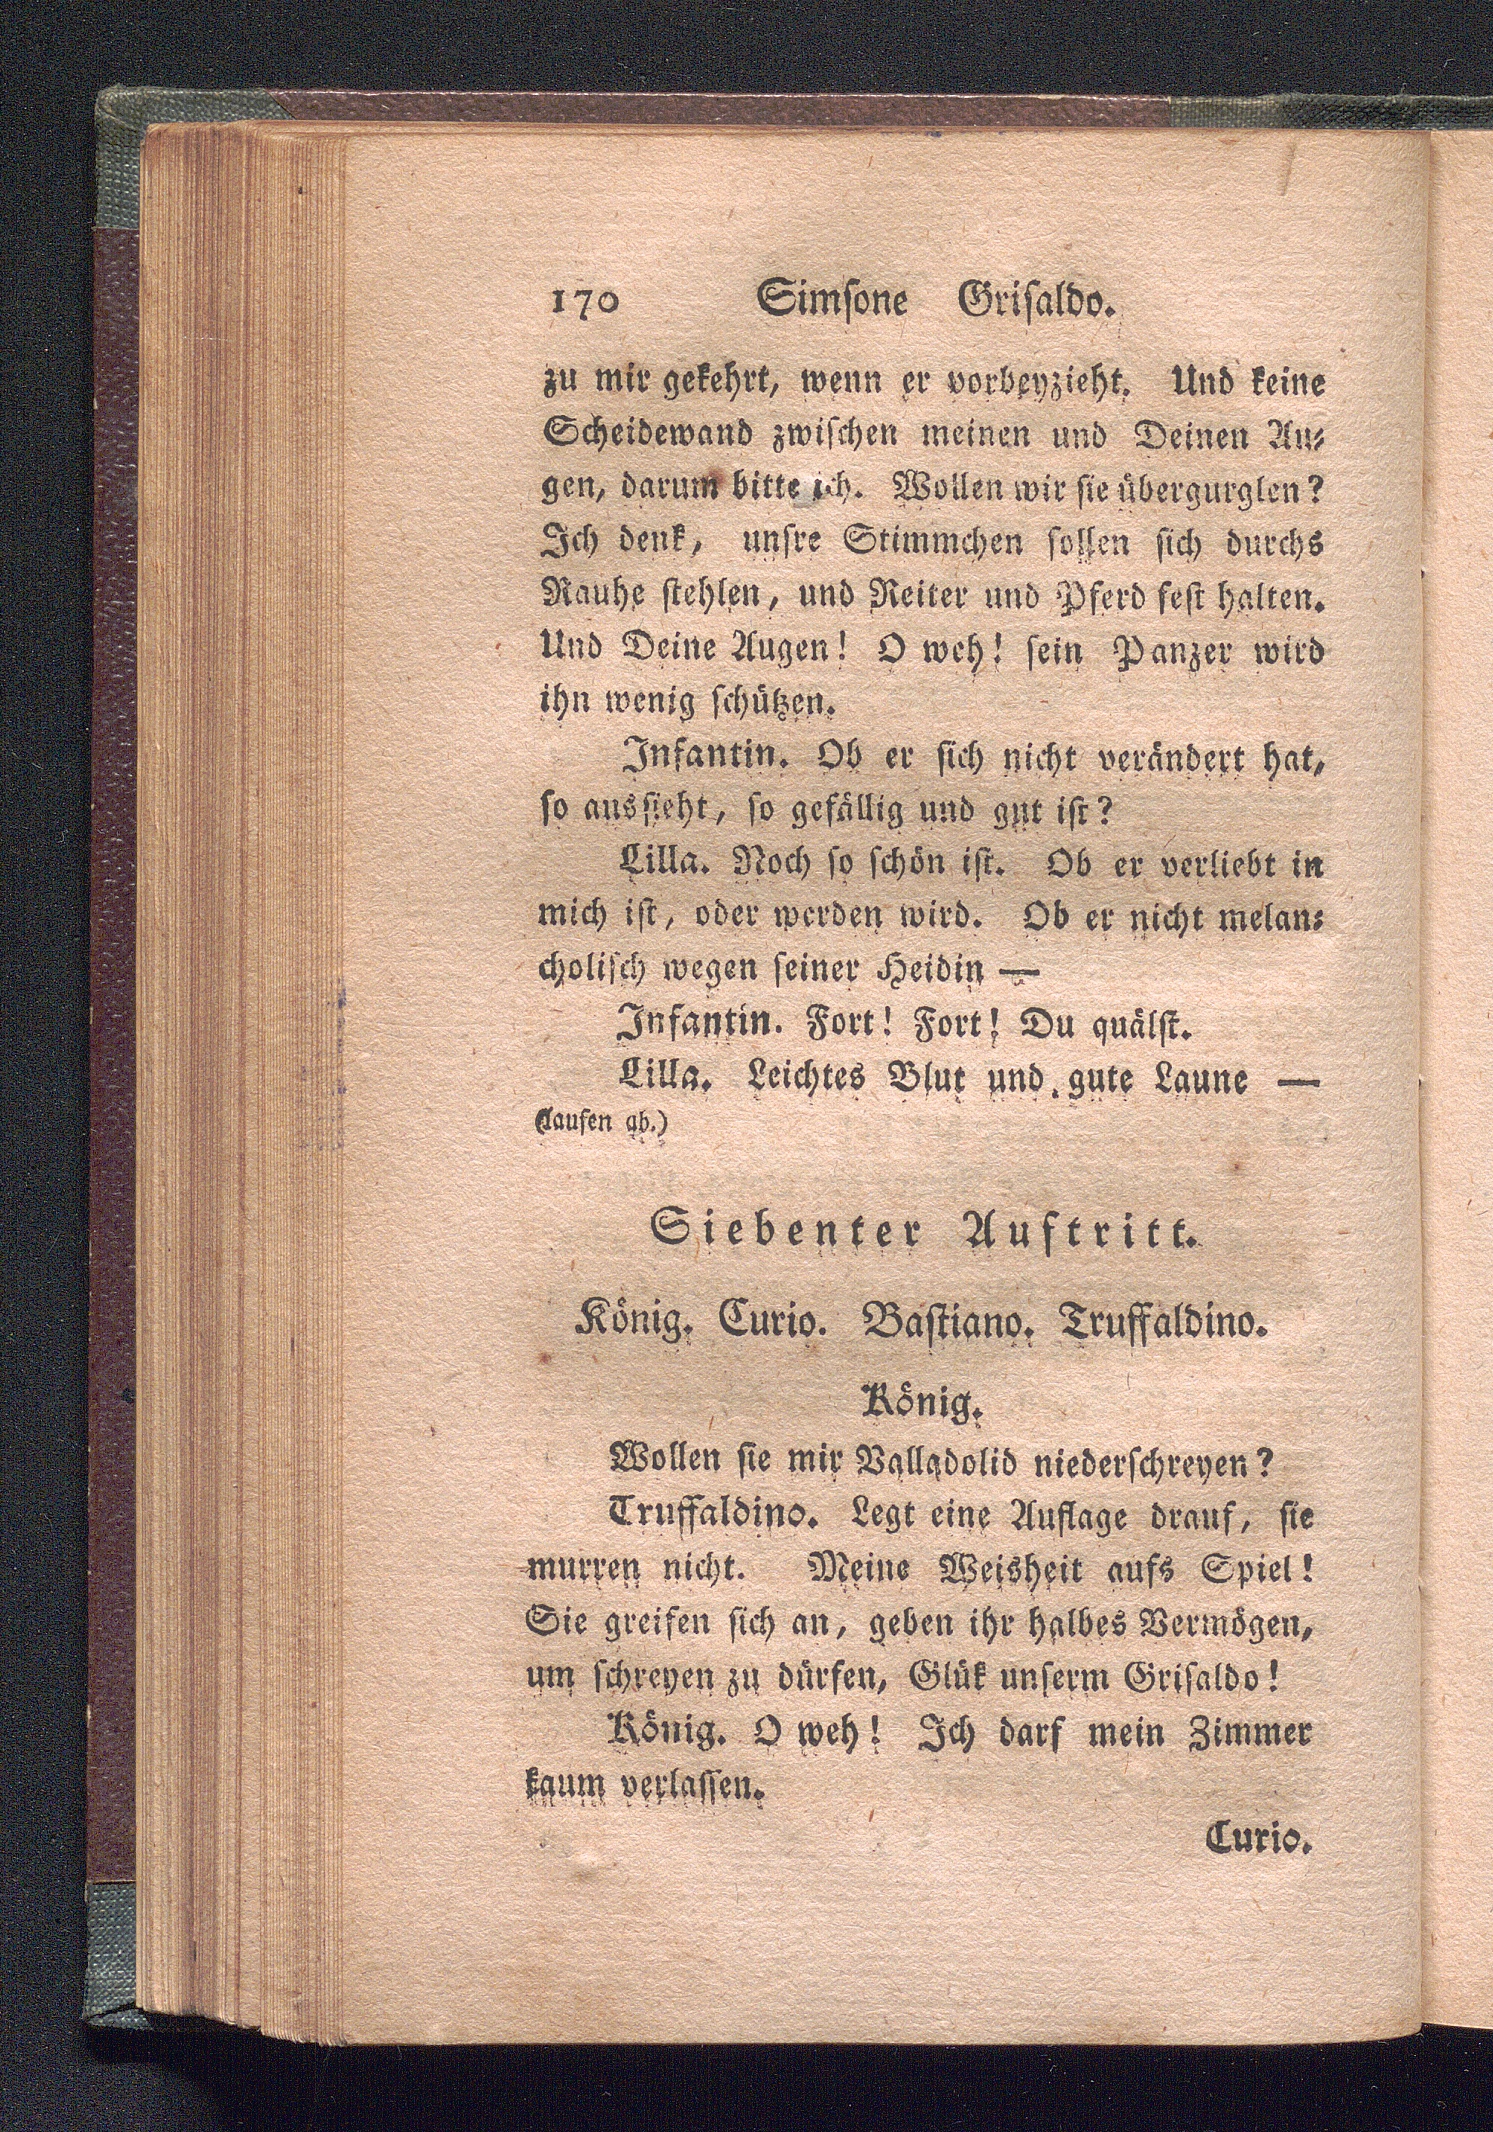 170 Simſone Griſaldo.
zu mir gekehrt, wenn er vorbeyzieht. Und keine
Scheidewand zwiſchen meinen und Deinen Au-
gen, darum bitte ich. Wollen wir ſie übergurglen?
Ich denk, unſre Stimmchen ſollen ſich durchs
Rauhe ſtehlen, und Reiter und Pferd feſt halten.
Und Deine Augen! O weh! ſein Panzer wird
ihn wenig ſchützen.
Infantin. Ob er ſich nicht verändert hat,
ſo ausſieht, ſo gefällig und gut iſt?
Lilla. Noch ſo ſchön iſt. Ob er verliebt in
mich iſt, oder werden wird. Ob er nicht melan-
choliſch wegen ſeiner Heidin —
Infantin. Fort! Fort! Du quälſt.
Lilla. Leichtes Blut und gute Laune —
(laufen ab.)
Siebenter Auftritt.
König. Curio. Baſtiano. Truffaldino.
König.
Wollen ſie mir Valladolid niederſchreyen?
Truffaldino. Legt eine Auflage drauf, ſie
murren nicht. Meine Weisheit aufs Spiel!
Sie greifen ſich an, geben ihr halbes Vermögen,
um ſchreyen zu dürfen, Glük unſerm Griſaldo!
König. O weh! Ich darf mein Zimmer
kaum verlaſſen.
Curio.